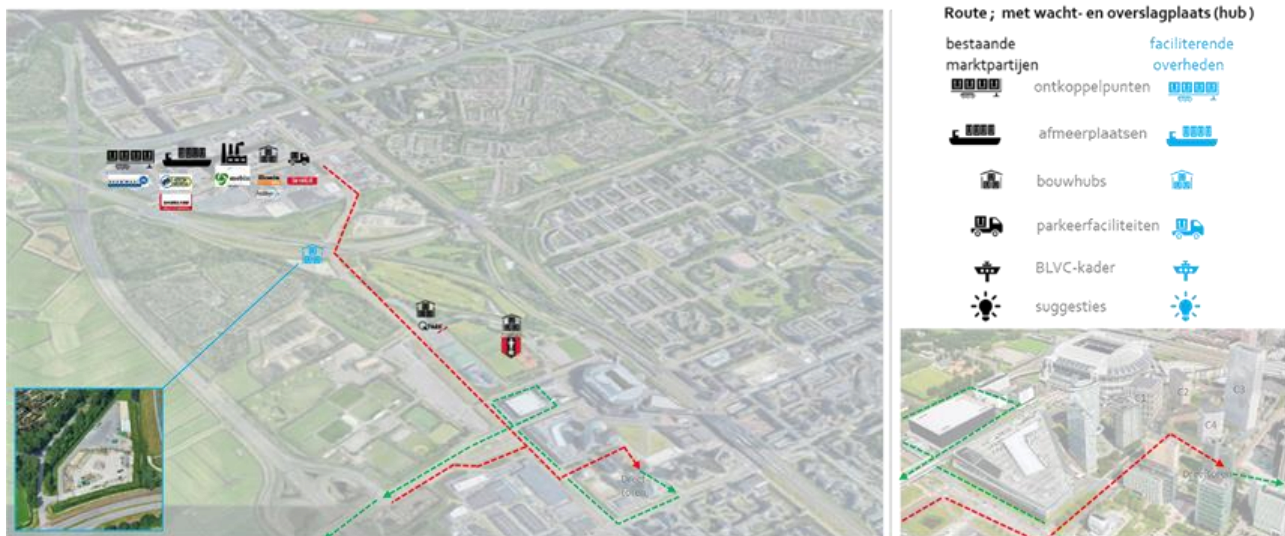 Route ; met wacht- en overslagplaats (hub )
bestaande
marktpartijen
faciliterende
overheden
ontkoppelpunten
afmeerplaatsen
bouwhubs
parkeerfaciliteiten
BLVC-kader
suggesties
C1
C2
C3
C4